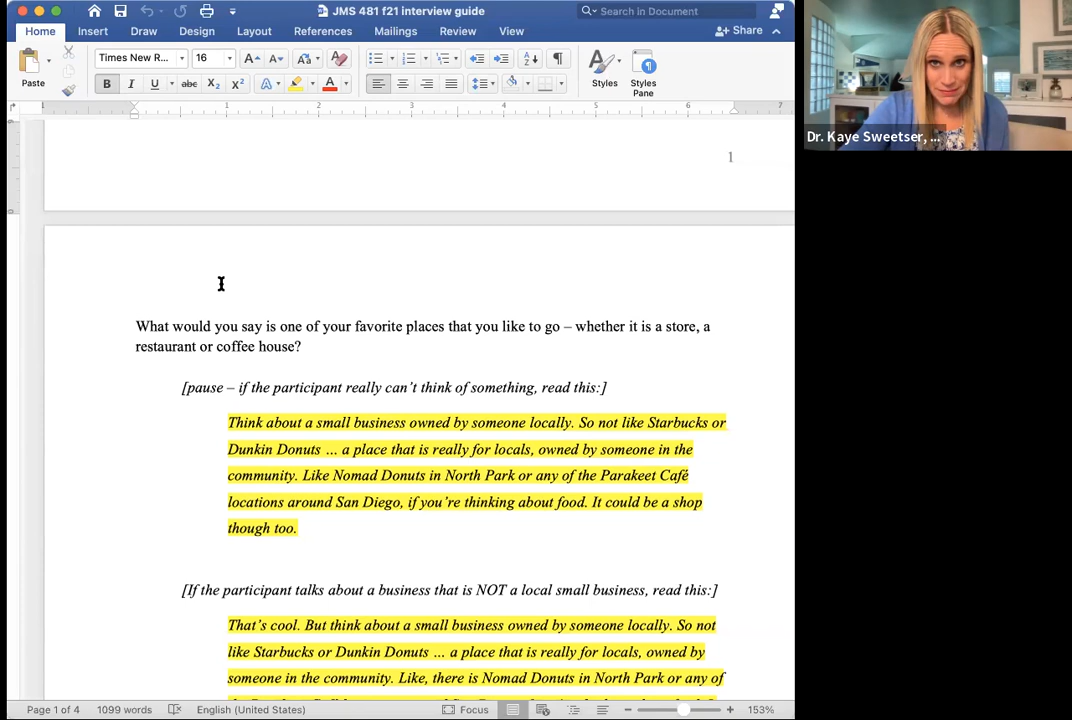 JMS 481 f21 interview guide
Search in Document
Home Insert Draw Design Layout References Mailings Review View Share
Paste
Times New R... 16
Styles
Styles Pane
1 1 2 3 4 5 6 7
1
What would you say is one of your favorite places that you like to go – whether it is a store, a
restaurant or coffee house?
[pause – if the participant really can't think of something, read this:]
Think about a small business owned by someone locally. So not like Starbucks or
Dunkin Donuts ... a place that is really for locals, owned by someone in the
community. Like Nomad Donuts in North Park or any of the Parakeet Café
locations around San Diego, if you're thinking about food. It could be a shop
though too.
[If the participant talks about a business that is NOT a local small business, read this:]
That's cool. But think about a small business owned by someone locally. So not
like Starbucks or Dunkin Donuts ... a place that is really for locals, owned by
someone in the community. Like, there is Nomad Donuts in North Park or any of
Page 1 of 4 1099 words English (United States) Focus 153%
Dr. Kaye Sweetser, ...